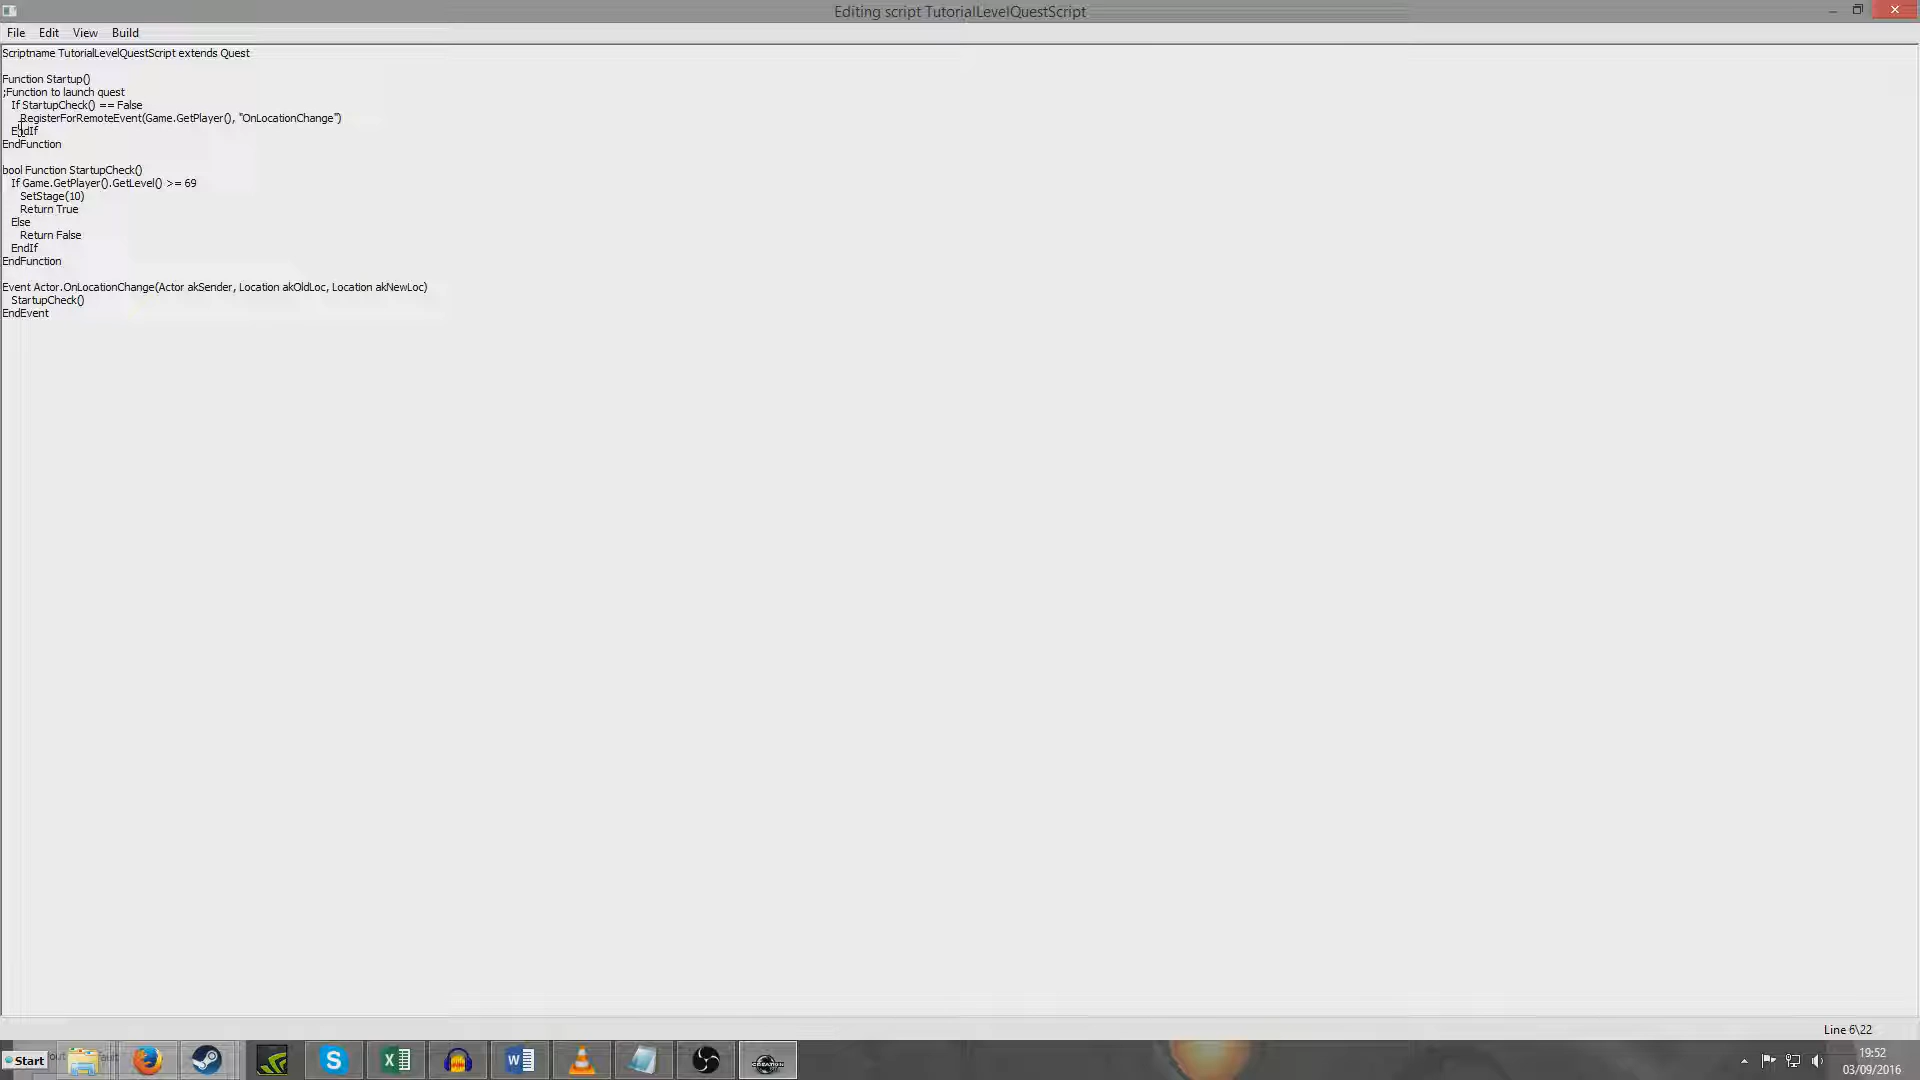 Editing script TutorialLevelQuestScript
File Edit View Build
Scriptname TutorialLevelQuestScript extends Quest
Function Startup()
;Function to launch quest
If StartupCheck() == False
RegisterForRemoteEvent(Game.GetPlayer(), "OnLocationChange")
EndIf
EndFunction
bool Function StartupCheck()
If Game.GetPlayer().GetLevel() >= 69
SetStage(10)
Return True
Else
Return False
EndIf
EndFunction
Event Actor.OnLocationChange(Actor akSender, Location akOldLoc, Location akNewLoc)
StartupCheck()
EndEvent
Line 6\22
Start
19:52
03/09/2016